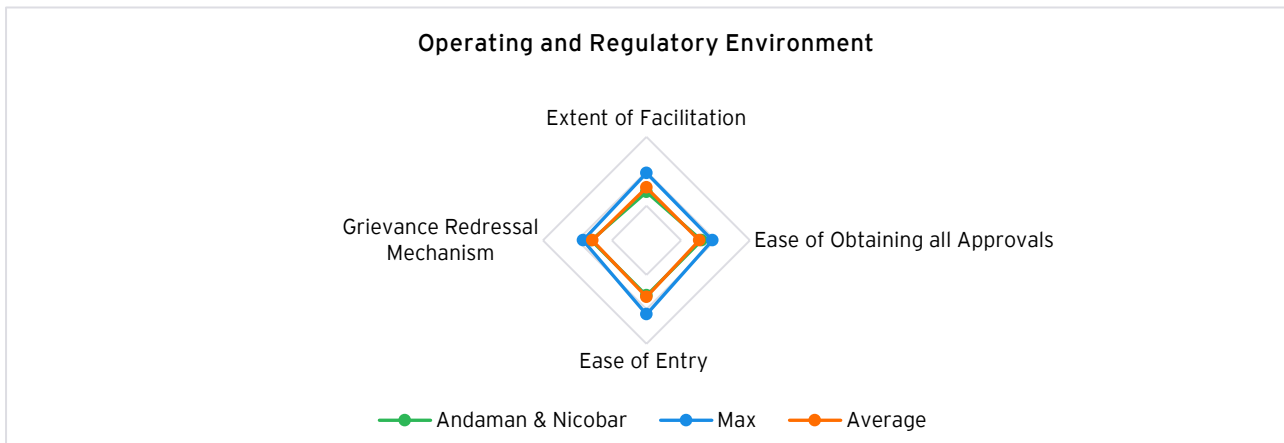 Operating and Regulatory Environment
Extent of Facilitation
Grievance Redressal
Mechanism
Ease of Obtaining all Approvals
Ease of Entry
Andaman & Nicobar
Max
Average